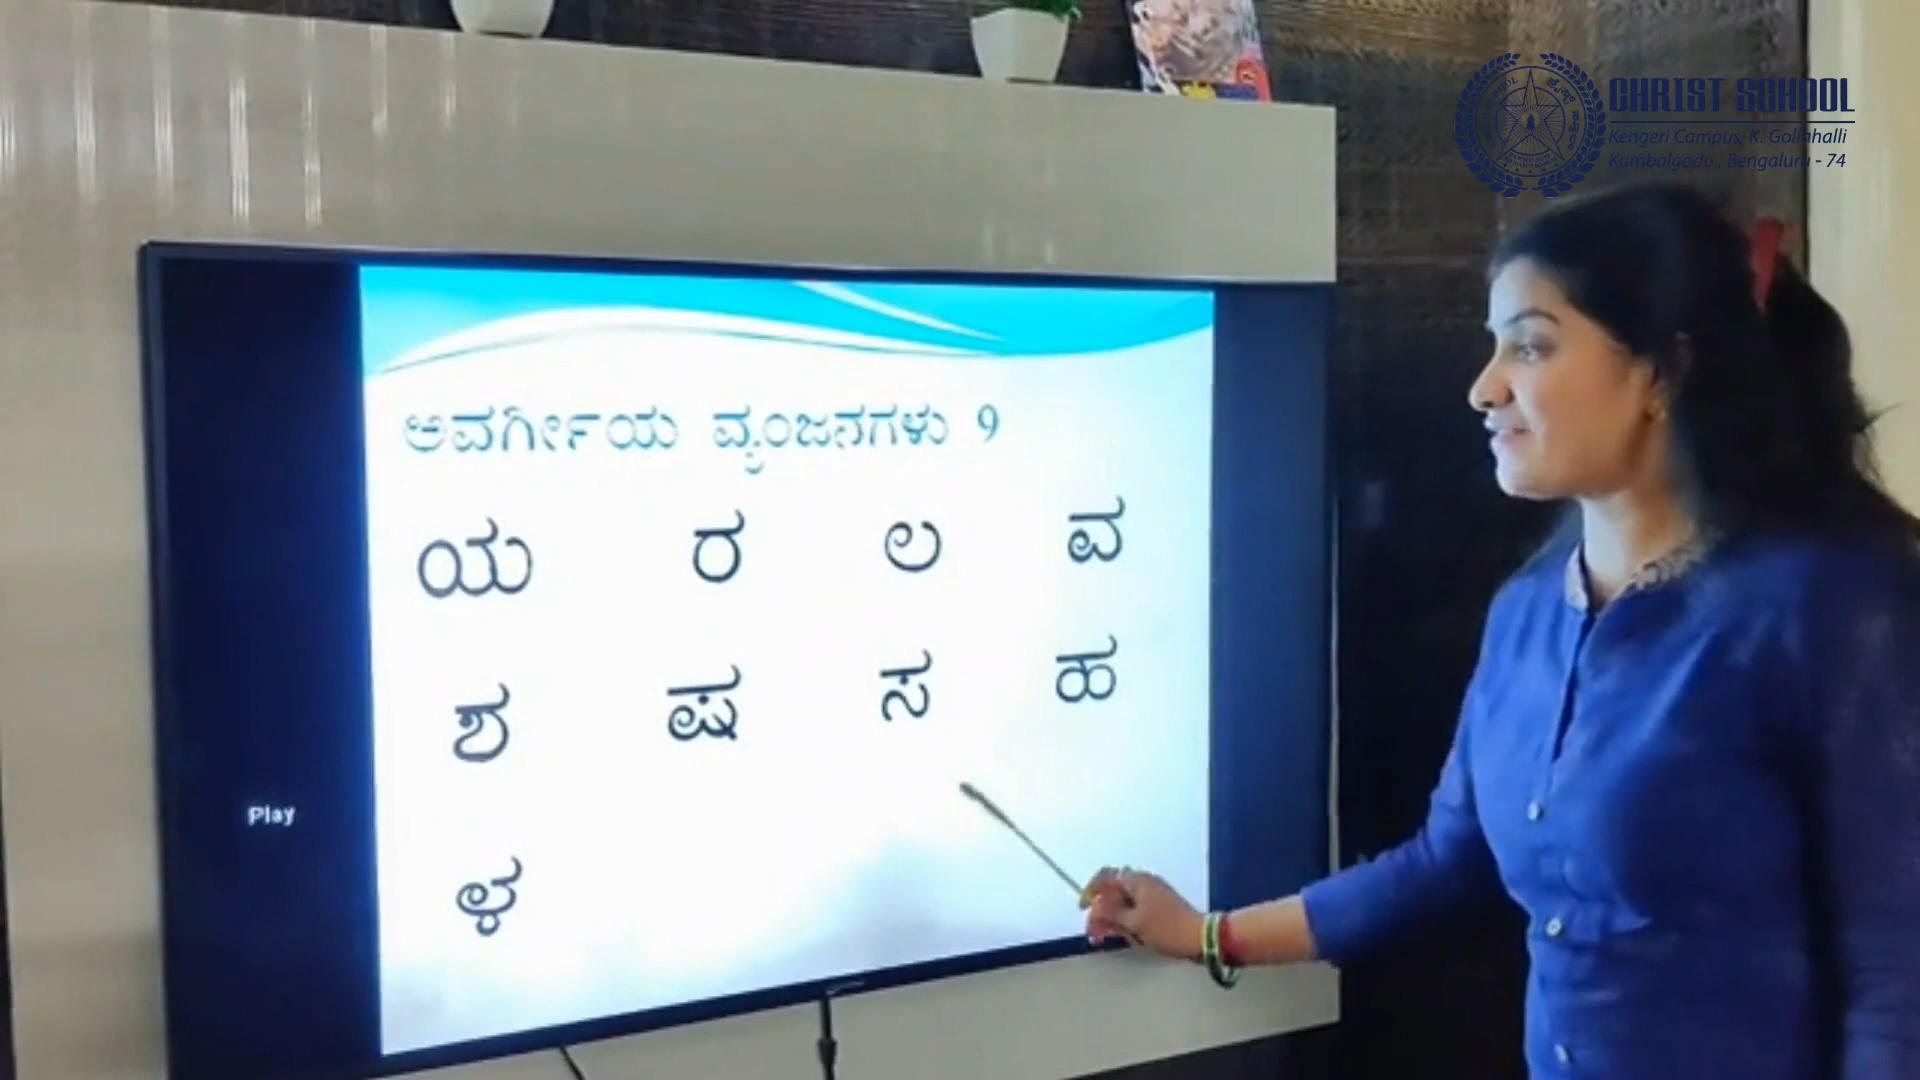 CHRIST SCHOOL
Kengeri Campus, K. Gollahalli
Kumbalgodu, Bengaluru - 74
ಅವರ್ಗೀಯ ವ್ಯಂಜನಗಳು 9
ಯ ರ ಲ ವ
ಶ ಷ ಸ ಹ
ಳ
Play